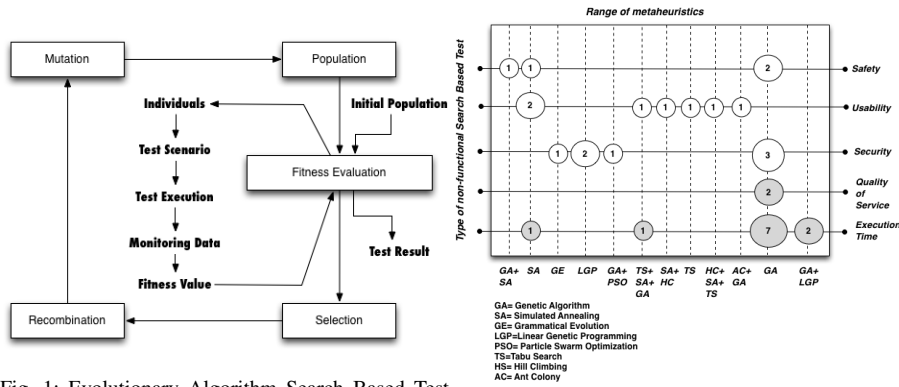 Mutation
Population
Individuals
Initial Population
Test Scenario
Fitness Evaluation
Test Execution
Monitoring Data
Test Result
Fitness Value
Recombination
Selection
Fig. 1: Evolutionary Algorithm Search Based Test
Range of metaheuristics
Type of non-functional Search Based Test
1 1 2 Safety
2 1 1 1 1 1 Usability
1 2 1 3 Security
2 Quality
of
Service
1 1 7 2 Execution
Time
GA+ SA GE LGP GA+ TS+ SA+ TS HC+ AC+ GA GA+
SA PSO SA+ HC SA+ GA LGP
GA TS
GA= Genetic Algorithm
SA= Simulated Annealing
GE= Grammatical Evolution
LGP=Linear Genetic Programming
PSO= Particle Swarm Optimization
TS=Tabu Search
HS= Hill Climbing
AC= Ant Colony